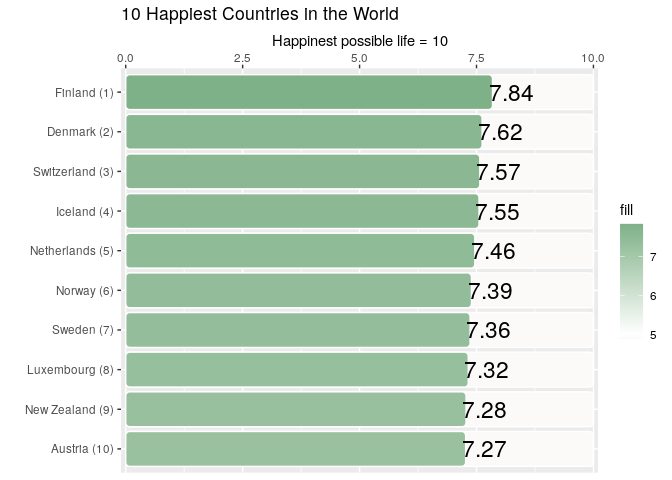 10 Happiest Countries in the World
Happinest possible life = 10
0.0 2.5 5.0 7.5 10.0
Finland (1) 7.84
Denmark (2) 7.62
Switzerland (3) 7.57
Iceland (4) 7.55
Netherlands (5) 7.46
Norway (6) 7.39
Sweden (7) 7.36
Luxembourg (8) 7.32
New Zealand (9) 7.28
Austria (10) 7.27
fill
7
6
5